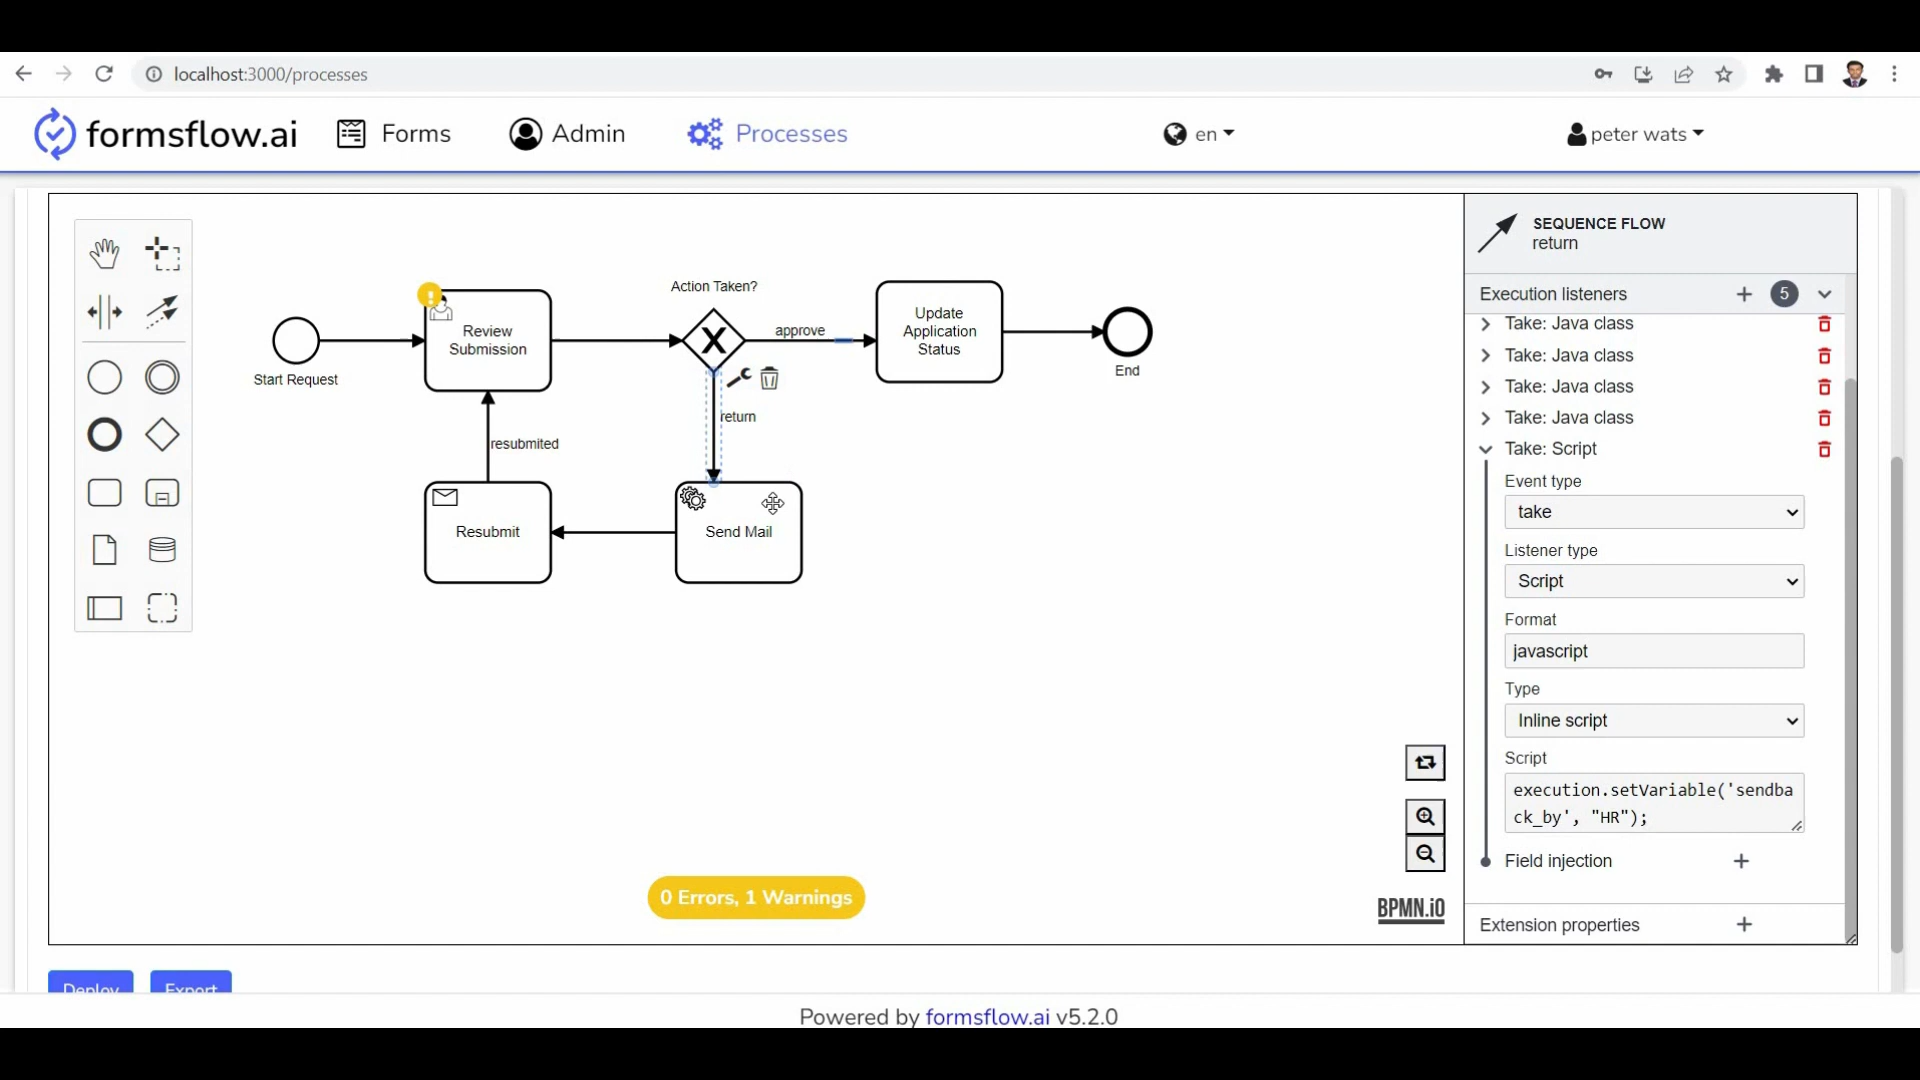 localhost:3000/processes
formsflow.ai
Forms
Admin
Processes
en
peter wats
Action Taken?
Review
Submission
approve
Update
Application
Status
Start Request
End
return
resubmited
Resubmit
Send Mail
0 Errors, 1 Warnings
BPMN.iO
SEQUENCE FLOW
return
Execution listeners
5
Take: Java class
Take: Java class
Take: Java class
Take: Java class
Take: Script
Event type
take
Listener type
Script
Format
javascript
Type
Inline script
Script
execution.setVariable('sendba
ck_by', "HR");
Field injection
Extension properties
Deploy
Export
Powered by formsflow.ai v5.2.0